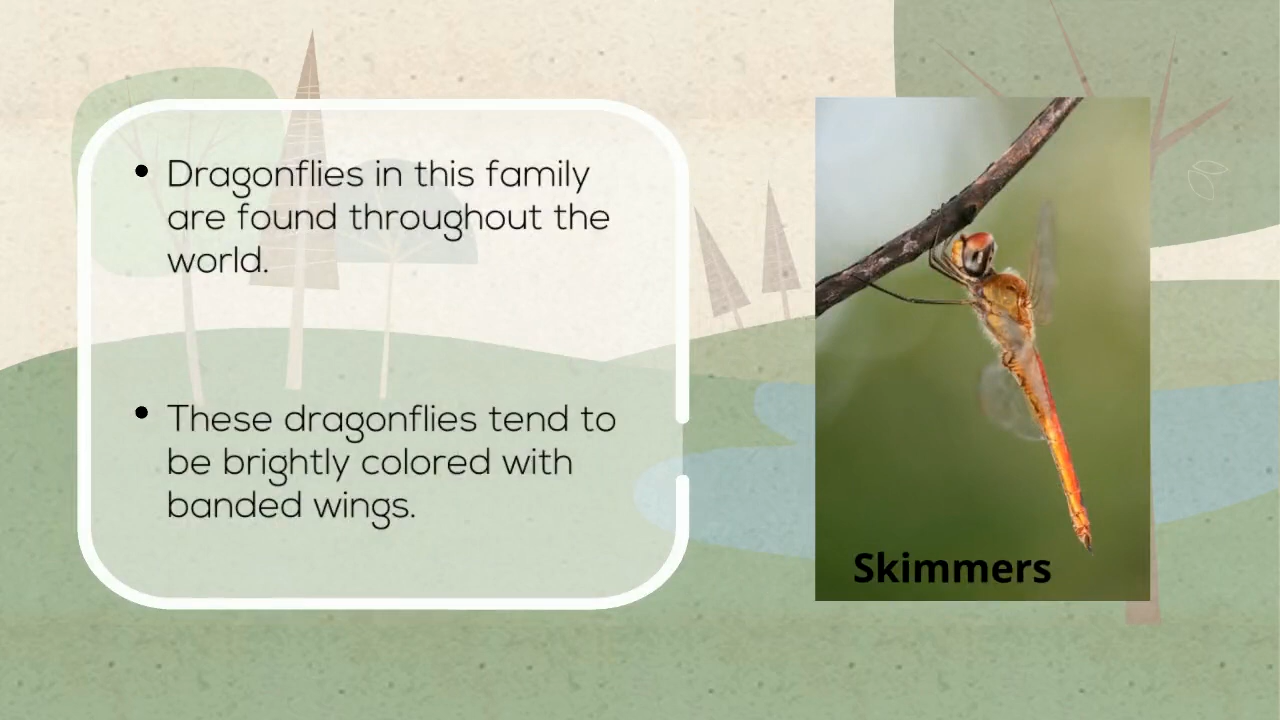 • Dragonflies in this family
are found throughout the
world.
• These dragonflies tend to
be brightly colored with
banded wings.
Skimmers